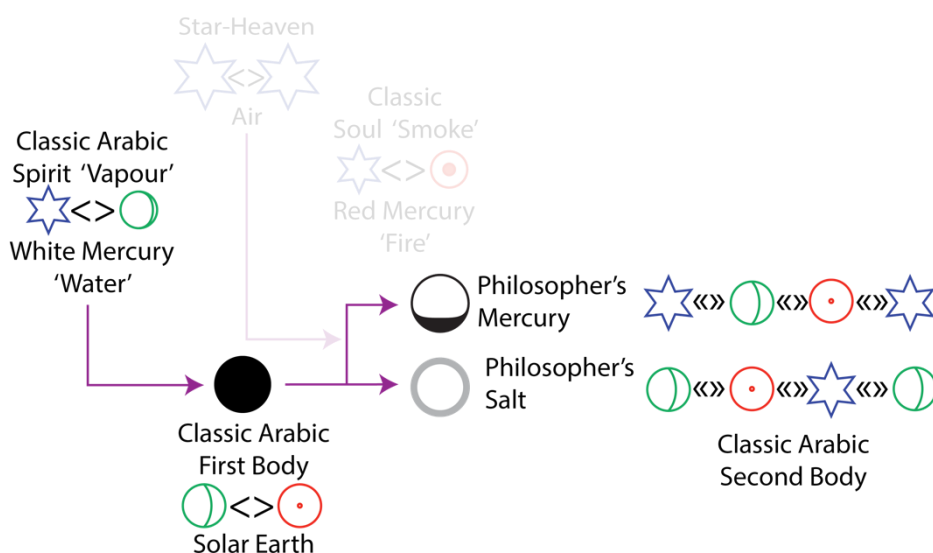 Star-Heaven
<>
Air
Classic
Soul 'Smoke'
<>
Red Mercury
'Fire'
Classic Arabic
Spirit 'Vapour'
<>
White Mercury
'Water'
Philosopher's
Mercury
«» «» «»
Philosopher's
Salt
«» «» «»
Classic Arabic
First Body
<>
Solar Earth
Classic Arabic
Second Body